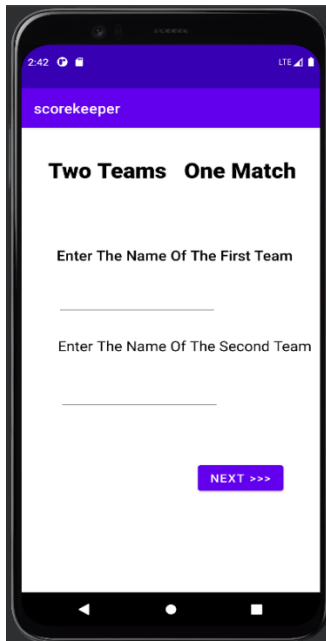 2:42 LTE
scorekeeper
Two Teams One Match
Enter The Name Of The First Team
Enter The Name Of The Second Team
NEXT >>>